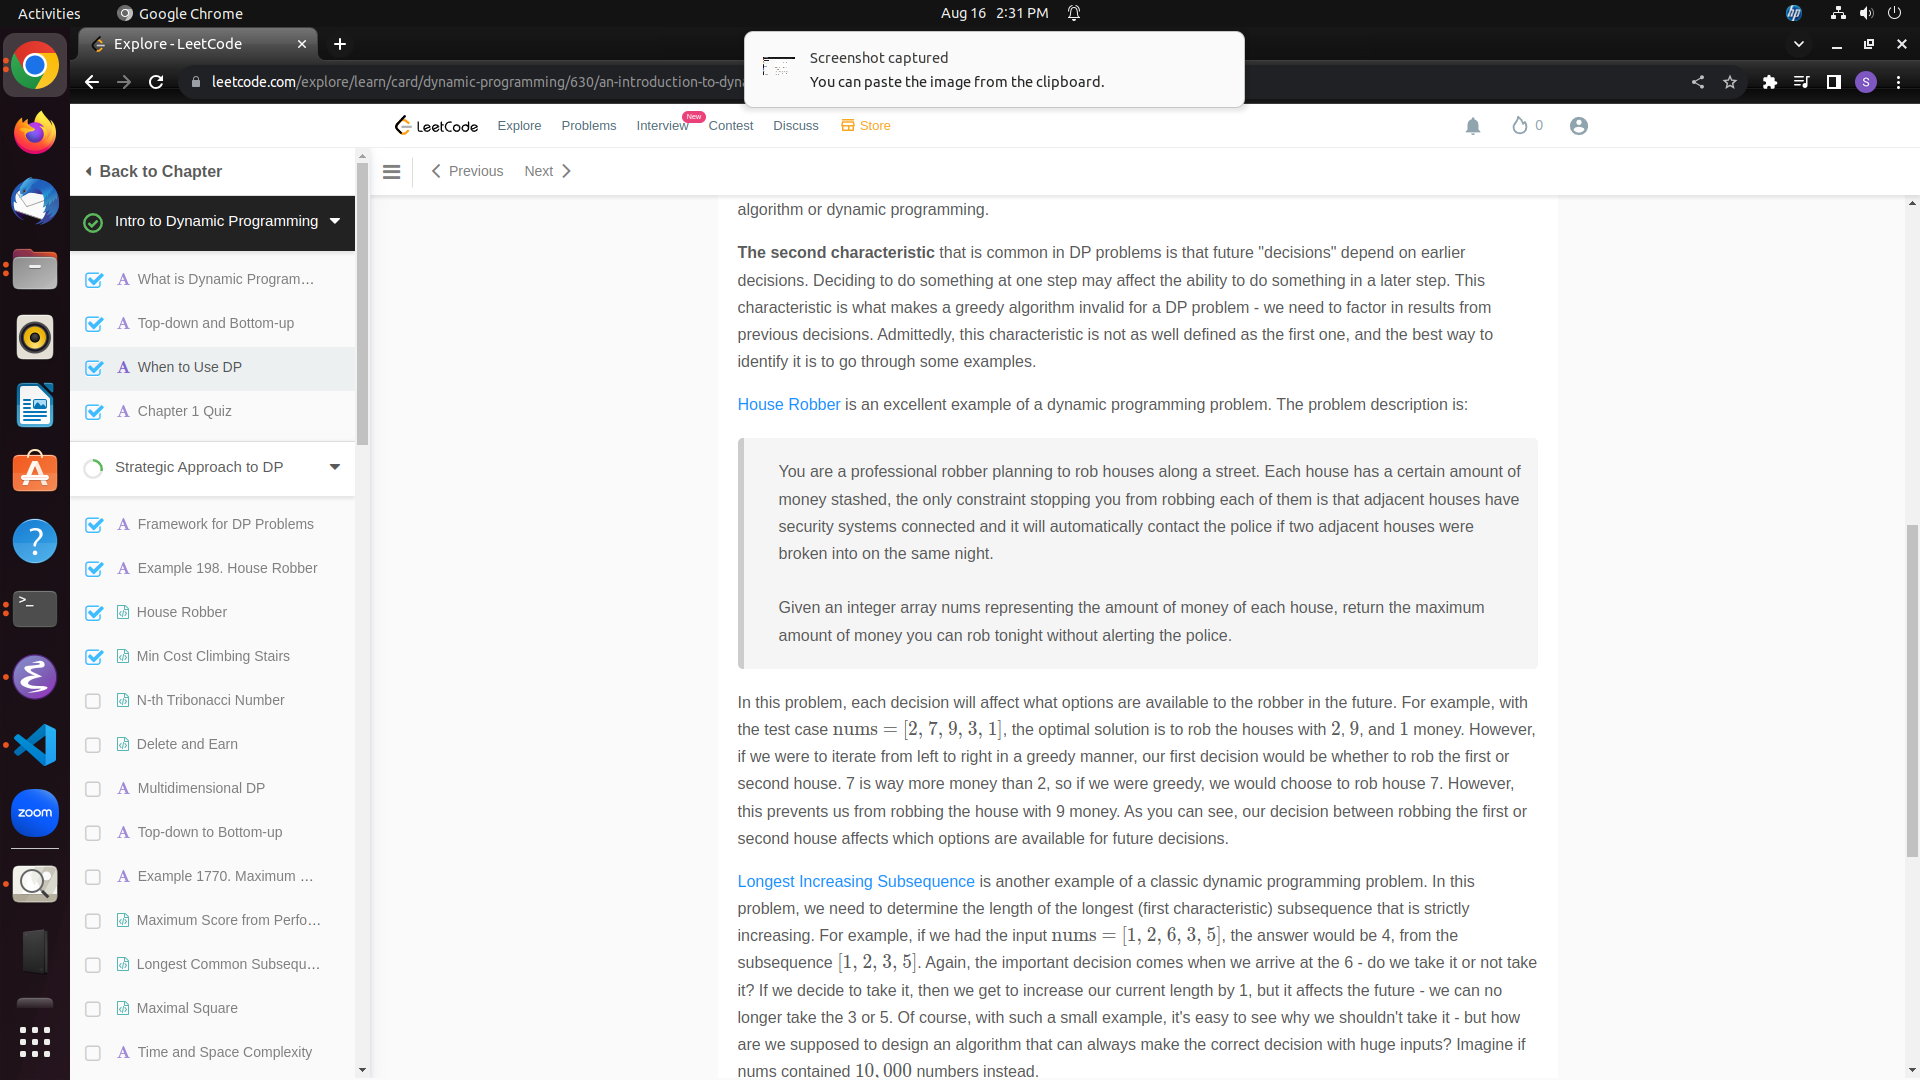 Activities
Google Chrome
Aug 16 2:31 PM
Explore - LeetCode
leetcode.com/explore/learn/card/dynamic-programming/630/an-introduction-to-dyn
Screenshot captured
You can paste the image from the clipboard.
S
LeetCode
Explore
Problems
Interview
New
Contest
Discuss
Store
0
Back to Chapter
Previous
Next
Intro to Dynamic Programming
A What is Dynamic Program...
A Top-down and Bottom-up
A When to Use DP
A Chapter 1 Quiz
Strategic Approach to DP
A Framework for DP Problems
A Example 198. House Robber
House Robber
Min Cost Climbing Stairs
N-th Tribonacci Number
Delete and Earn
A Multidimensional DP
A Top-down to Bottom-up
A Example 1770. Maximum ...
Maximum Score from Perfo...
Longest Common Subsequ...
Maximal Square
A Time and Space Complexity
hp
?
>_
zoom
algorithm or dynamic programming.
The second characteristic that is common in DP problems is that future "decisions" depend on earlier
decisions. Deciding to do something at one step may affect the ability to do something in a later step. This
characteristic is what makes a greedy algorithm invalid for a DP problem - we need to factor in results from
previous decisions. Admittedly, this characteristic is not as well defined as the first one, and the best way to
identify it is to go through some examples.
House Robber is an excellent example of a dynamic programming problem. The problem description is:
You are a professional robber planning to rob houses along a street. Each house has a certain amount of
money stashed, the only constraint stopping you from robbing each of them is that adjacent houses have
security systems connected and it will automatically contact the police if two adjacent houses were
broken into on the same night.
Given an integer array nums representing the amount of money of each house, return the maximum
amount of money you can rob tonight without alerting the police.
In this problem, each decision will affect what options are available to the robber in the future. For example, with
the test case nums = [2, 7, 9, 3, 1], the optimal solution is to rob the houses with 2, 9, and 1 money. However,
if we were to iterate from left to right in a greedy manner, our first decision would be whether to rob the first or
second house. 7 is way more money than 2, so if we were greedy, we would choose to rob house 7. However,
this prevents us from robbing the house with 9 money. As you can see, our decision between robbing the first or
second house affects which options are available for future decisions.
Longest Increasing Subsequence is another example of a classic dynamic programming problem. In this
problem, we need to determine the length of the longest (first characteristic) subsequence that is strictly
increasing. For example, if we had the input nums = [1, 2, 6, 3, 5], the answer would be 4, from the
subsequence [1, 2, 3, 5]. Again, the important decision comes when we arrive at the 6 - do we take it or not take
it? If we decide to take it, then we get to increase our current length by 1, but it affects the future - we can no
longer take the 3 or 5. Of course, with such a small example, it's easy to see why we shouldn't take it - but how
are we supposed to design an algorithm that can always make the correct decision with huge inputs? Imagine if
nums contained 10,000 numbers instead.